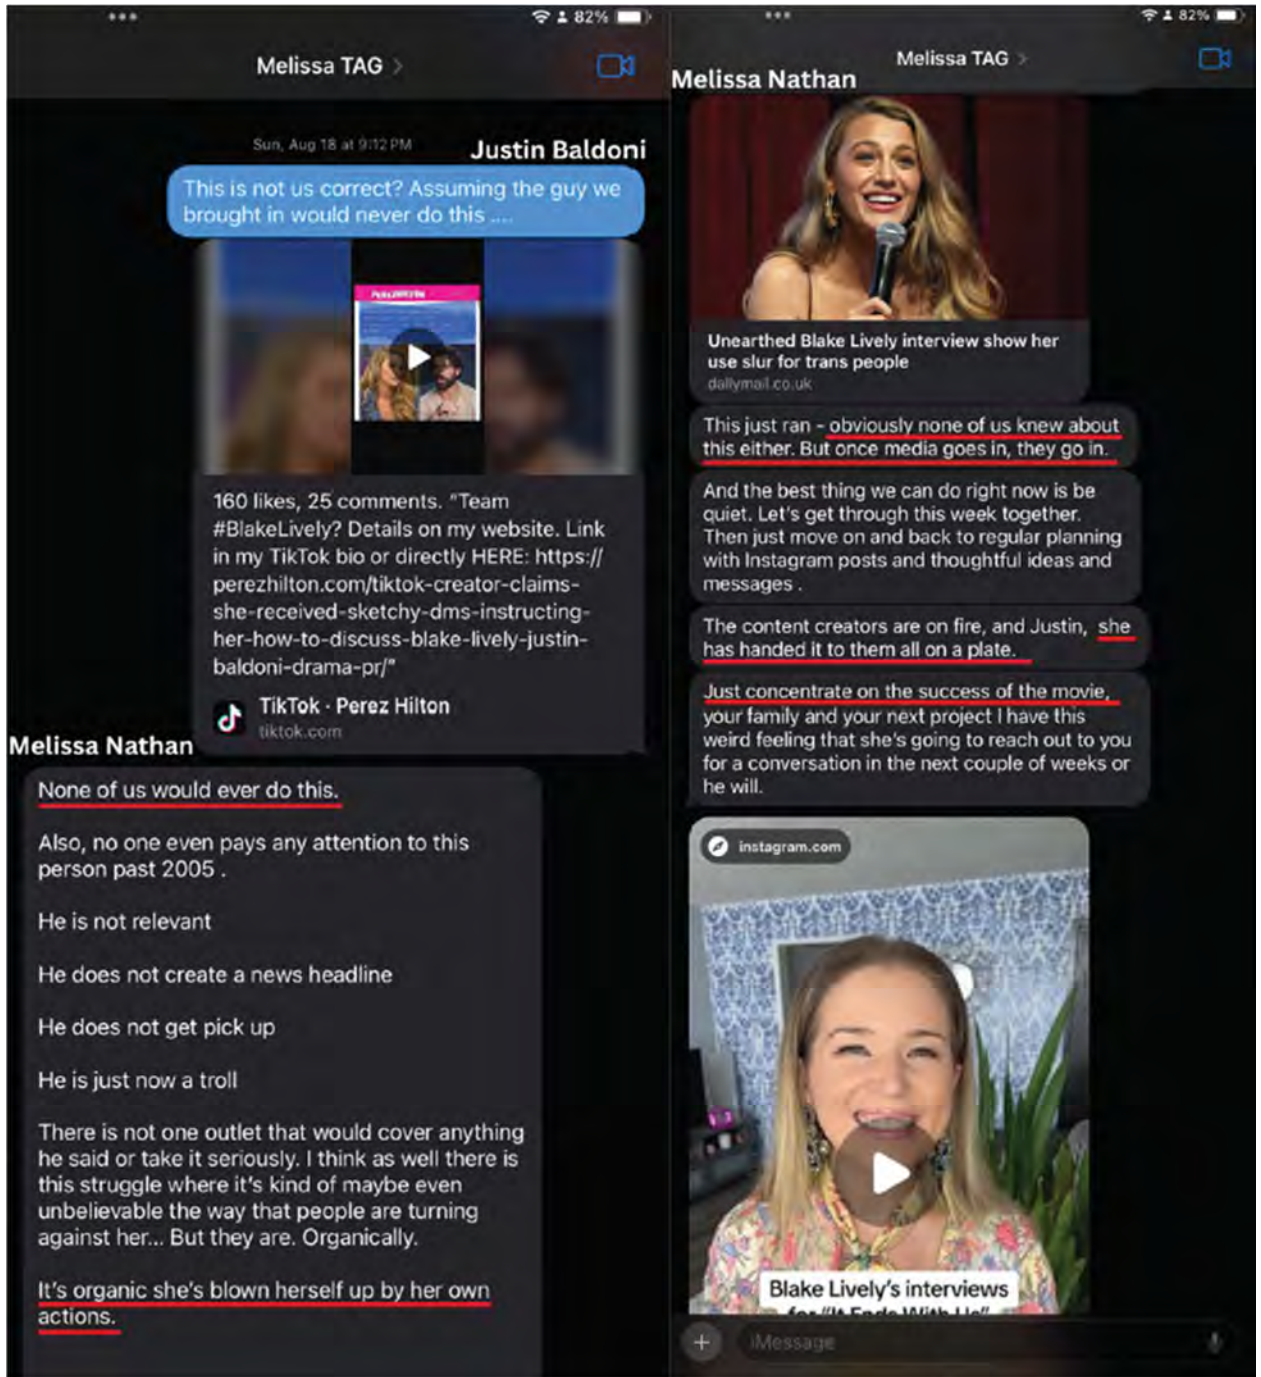 82%
Melissa TAG >
Sun, Aug 18 at 9:12 PM
Justin Baldoni
This is not us correct? Assuming the guy we
brought in would never do this ....
160 likes, 25 comments. “Team
#BlakeLively? Details on my website. Link
in my TikTok bio or directly HERE: https://
perezhilton.com/tiktok-creator-claims-
she-received-sketchy-dms-instructing-
her-how-to-discuss-blake-lively-justin-
baldoni-drama-pr/”
TikTok · Perez Hilton
tiktok.com
Melissa Nathan
None of us would ever do this.
Also, no one even pays any attention to this
person past 2005 .
He is not relevant
He does not create a news headline
He does not get pick up
He is just now a troll
There is not one outlet that would cover anything
he said or take it seriously. I think as well there is
this struggle where it’s kind of maybe even
unbelievable the way that people are turning
against her... But they are. Organically.
It’s organic she’s blown herself up by her own
actions.
82%
Melissa TAG >
Melissa Nathan
Unearthed Blake Lively interview show her
use slur for trans people
dailymail.co.uk
This just ran - obviously none of us knew about
this either. But once media goes in, they go in.
And the best thing we can do right now is be
quiet. Let’s get through this week together.
Then just move on and back to regular planning
with Instagram posts and thoughtful ideas and
messages .
The content creators are on fire, and Justin, she
has handed it to them all on a plate.
Just concentrate on the success of the movie,
your family and your next project I have this
weird feeling that she’s going to reach out to you
for a conversation in the next couple of weeks or
he will.
instagram.com
Blake Lively’s interviews
for “It Ends With Us”
iMessage